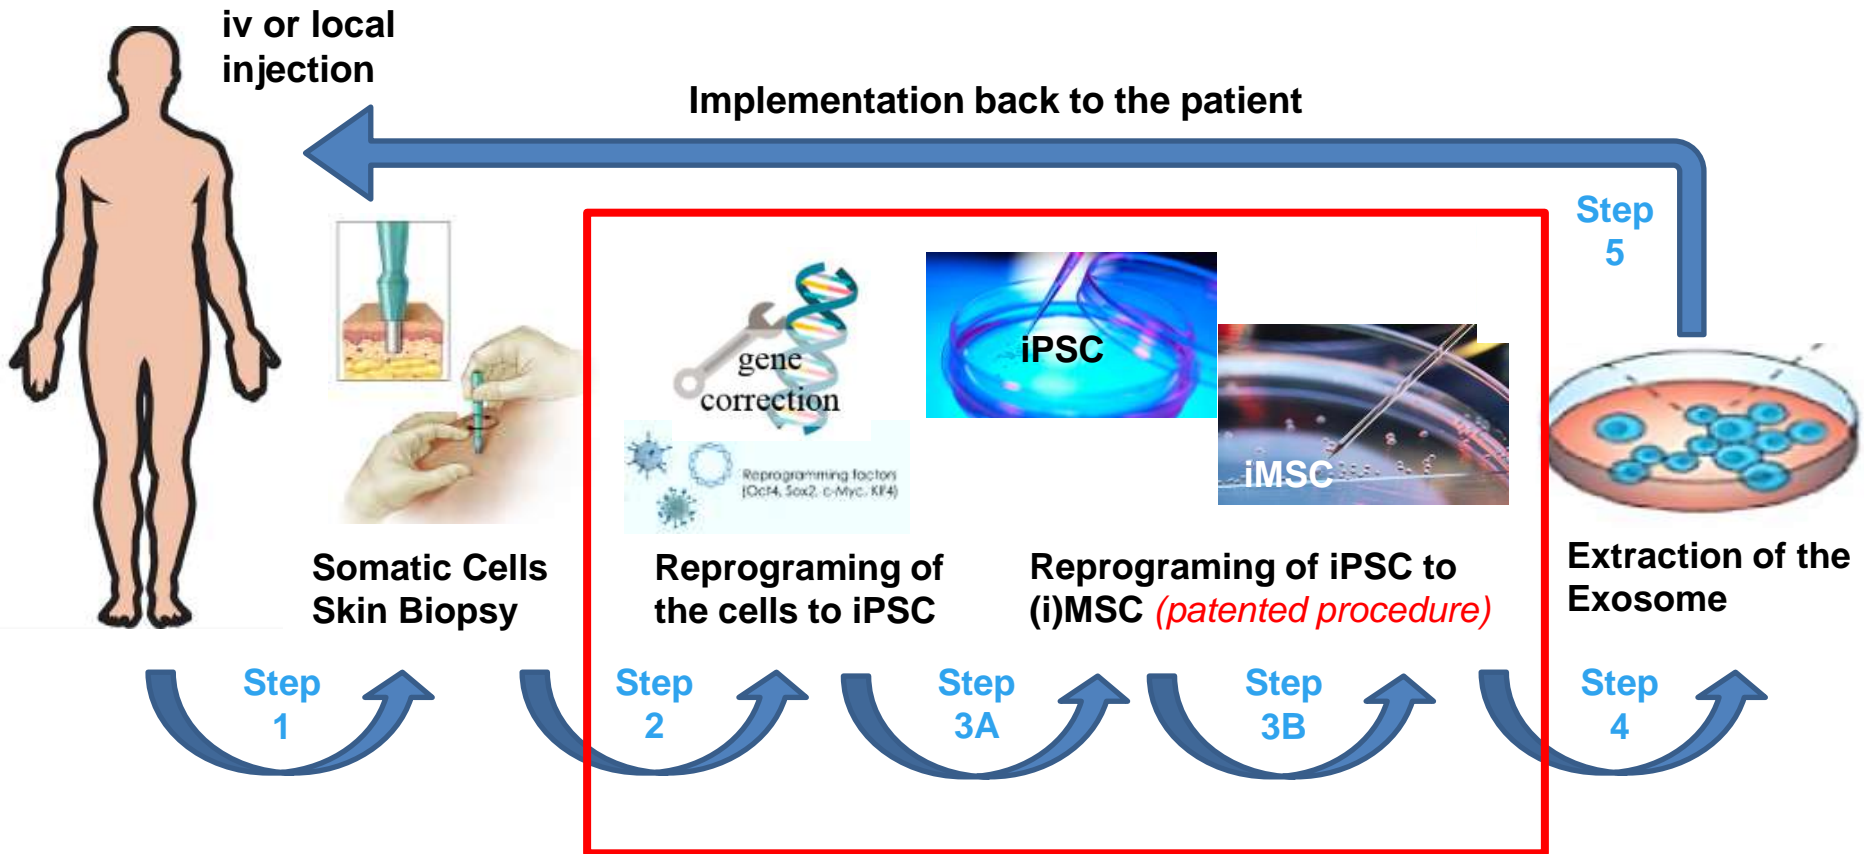 iv or local
injection
Implementation back to the patient
Step
5
gene
correction
Reprogramming factors
(Oct4, Sox2, c-Myc, Klf4)
iPSC
iMSC
Somatic Cells
Skin Biopsy
Reprograming of
the cells to iPSC
Reprograming of iPSC to
(i)MSC (patented procedure)
Extraction of the
Exosome
Step
1
Step
2
Step
3A
Step
3B
Step
4